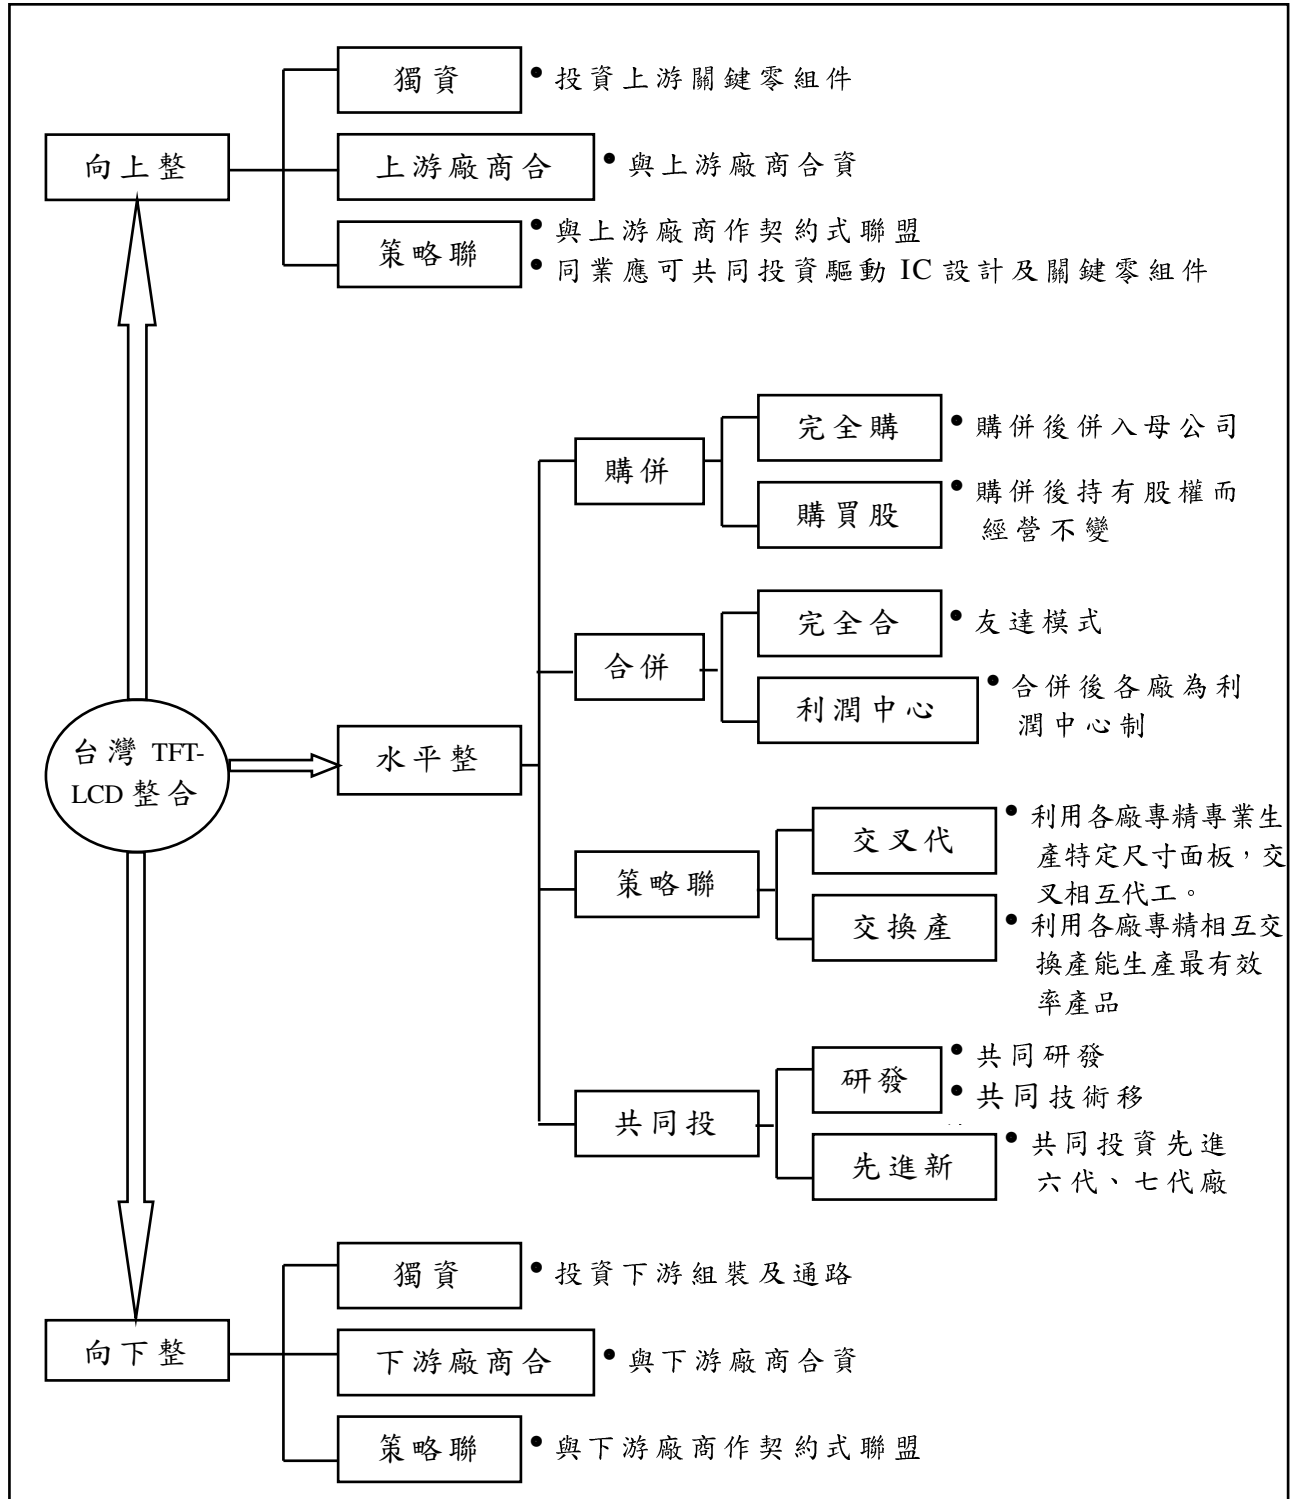 獨資
• 投資上游關鍵零組件
向上整
上游廠商合
• 與上游廠商合資
策略聯
• 與上游廠商作契約式聯盟
• 同業應可共同投資驅動 IC 設計及關鍵零組件
購併
完全購
• 購併後併入母公司
購買股
• 購併後持有股權而
經營不變
合併
完全合
• 友達模式
利潤中心
• 合併後各廠為利
潤中心制
台灣 TFT-
LCD 整合
水平整
策略聯
交叉代
• 利用各廠專精專業生
產特定尺寸面板，交
叉相互代工。
交換產
• 利用各廠專精相互交
換產能生產最有效
率產品
共同投
研發
• 共同研發
• 共同技術移
先進新
• 共同投資先進
六代、七代廠
獨資
• 投資下游組裝及通路
向下整
下游廠商合
• 與下游廠商合資
策略聯
• 與下游廠商作契約式聯盟